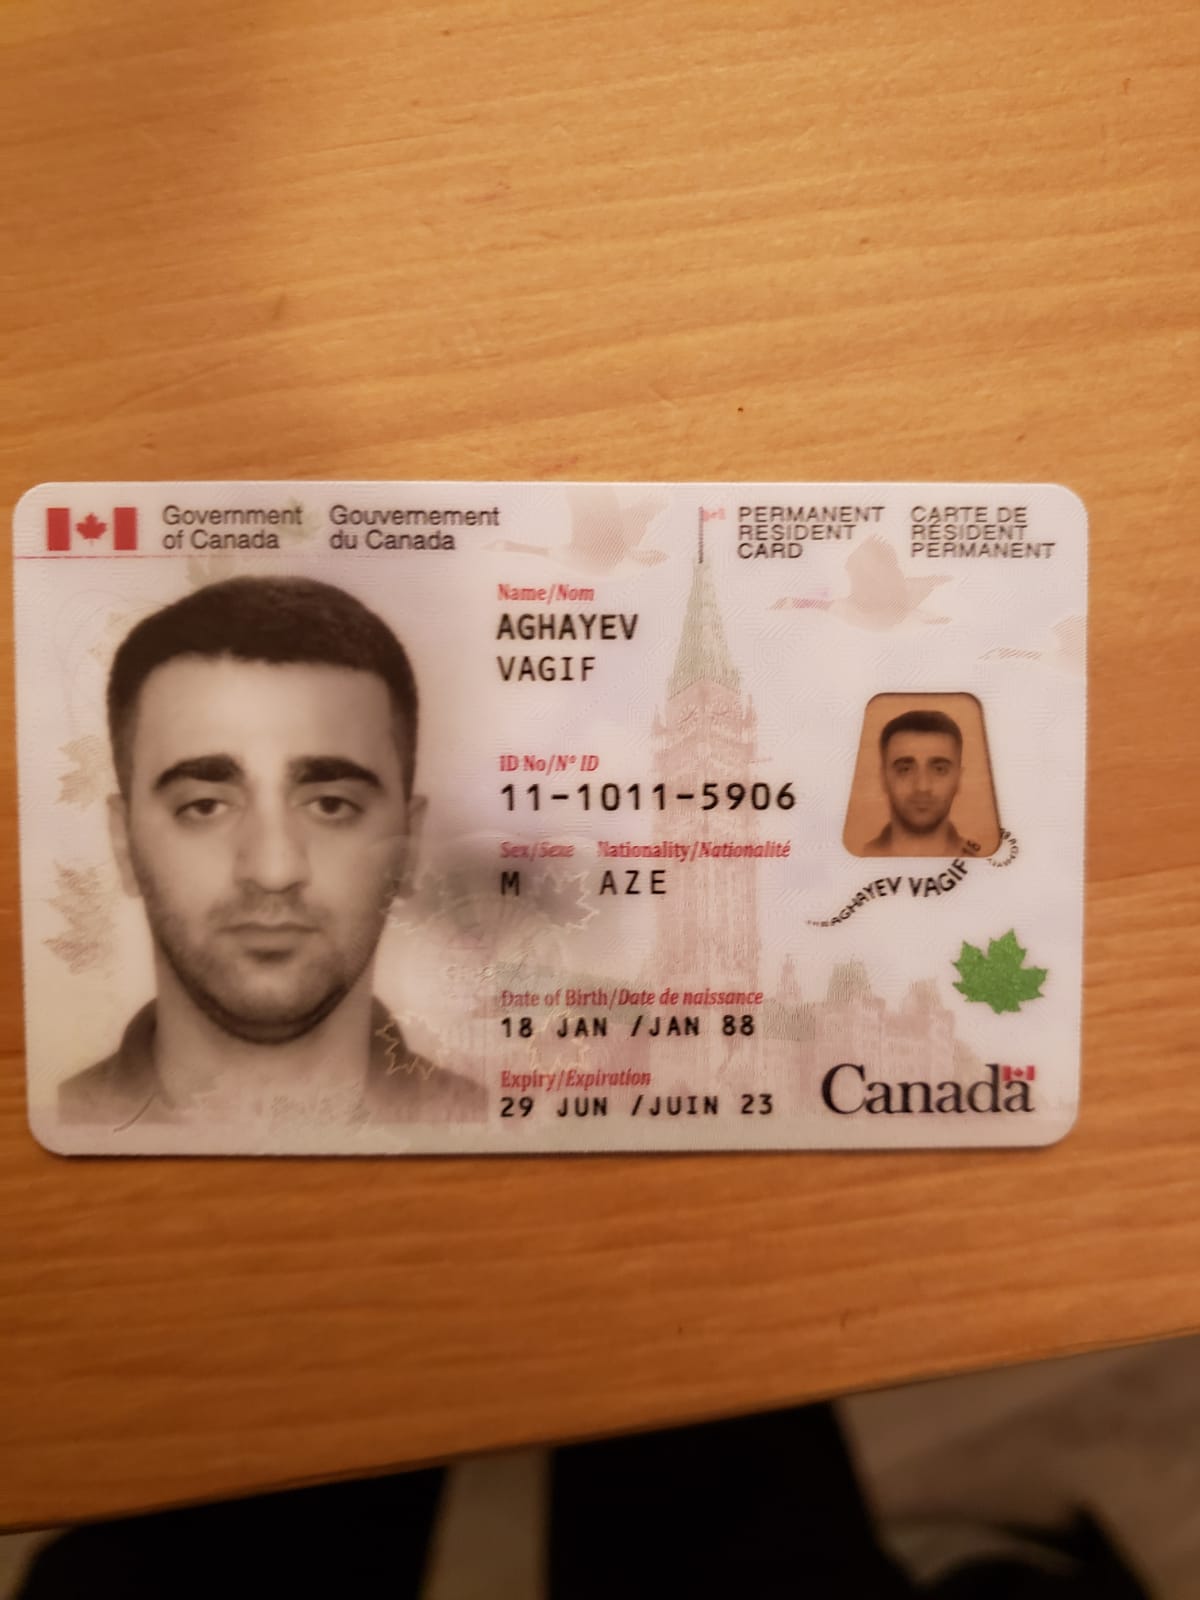 Government of Canada
Gouvernement du Canada
PERMANENT RESIDENT CARD
CARTE DE RÉSIDENT PERMANENT
Name/Nom
AGHAYEV
VAGIF
ID No/Nº ID
11-1011-5906
Sex/Sexe Nationality/Nationalité
M AZE
AGHAYEV VAGIF
Date of Birth/Date de naissance
18 JAN /JAN 88
Expiry/Expiration
29 JUN /JUIN 23
Canada